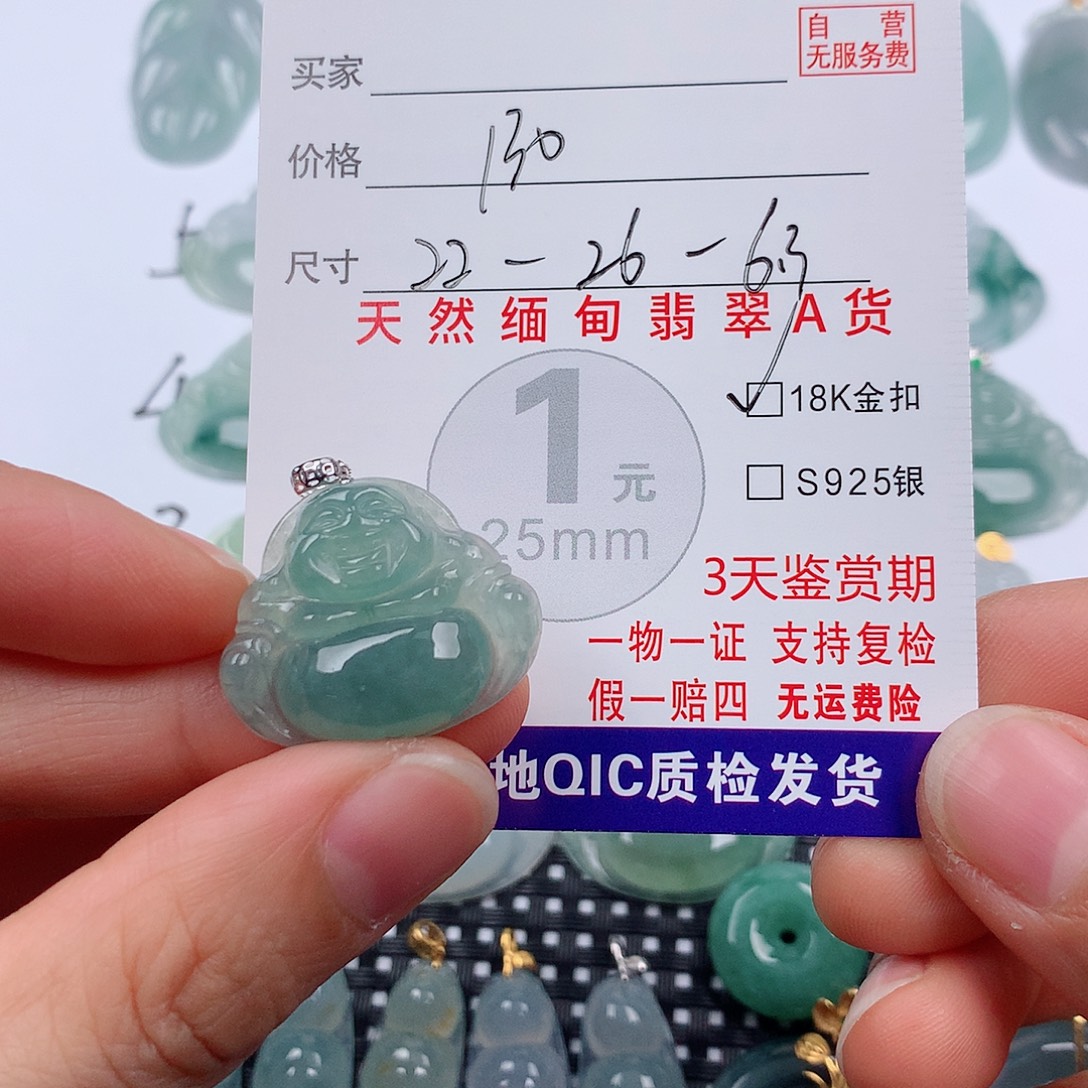 自 营
无服务费
买家
价格 130
尺寸 22-26-6.3
天然缅甸翡翠A货
1元
25mm
✓□18K金扣
□S925银
3天鉴赏期
一物一证 支持复检
假一赔四 无运费险
地QIC质检发货
5
4
3